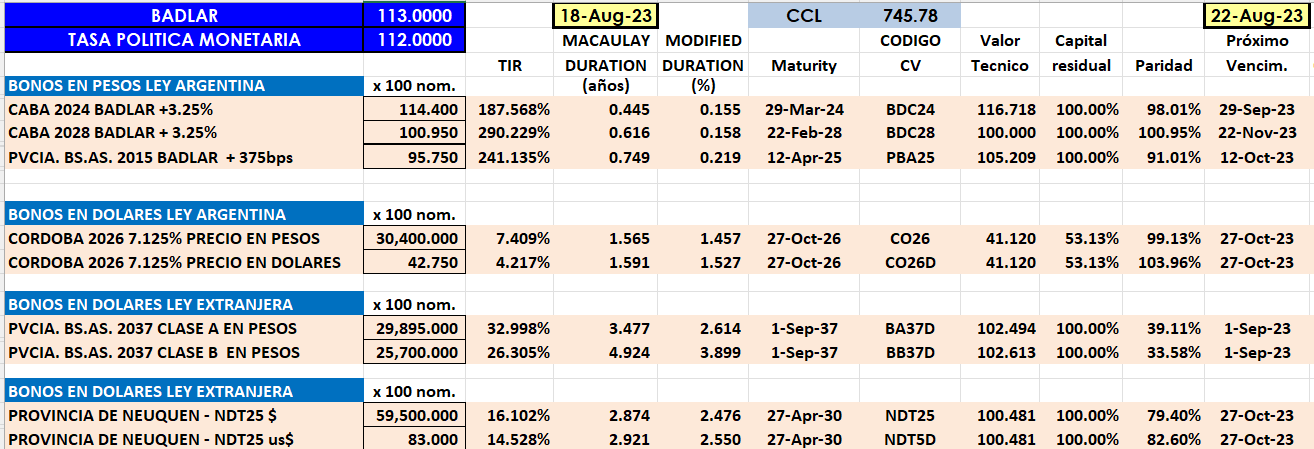 BADLAR 113.0000 18-Aug-23 CCL 745.78 22-Aug-23
TASA POLITICA MONETARIA 112.0000 MACAULAY MODIFIED CODIGO Valor Capital Próximo
TIR DURATION DURATION Maturity CV Tecnico residual Paridad Vencim.
BONOS EN PESOS LEY ARGENTINA x 100 nom. (años) (%)
CABA 2024 BADLAR +3.25% 114.400 187.568% 0.445 0.155 29-Mar-24 BDC24 116.718 100.00% 98.01% 29-Sep-23
CABA 2028 BADLAR + 3.25% 100.950 290.229% 0.616 0.158 22-Feb-28 BDC28 100.000 100.00% 100.95% 22-Nov-23
PVCIA. BS.AS. 2015 BADLAR + 375bps 95.750 241.135% 0.749 0.219 12-Apr-25 PBA25 105.209 100.00% 91.01% 12-Oct-23
BONOS EN DOLARES LEY ARGENTINA x 100 nom.
CORDOBA 2026 7.125% PRECIO EN PESOS 30,400.000 7.409% 1.565 1.457 27-Oct-26 CO26 41.120 53.13% 99.13% 27-Oct-23
CORDOBA 2026 7.125% PRECIO EN DOLARES 42.750 4.217% 1.591 1.527 27-Oct-26 CO26D 41.120 53.13% 103.96% 27-Oct-23
BONOS EN DOLARES LEY EXTRANJERA x 100 nom.
PVCIA. BS.AS. 2037 CLASE A EN PESOS 29,895.000 32.998% 3.477 2.614 1-Sep-37 BA37D 102.494 100.00% 39.11% 1-Sep-23
PVCIA. BS.AS. 2037 CLASE B EN PESOS 25,700.000 26.305% 4.924 3.899 1-Sep-37 BB37D 102.613 100.00% 33.58% 1-Sep-23
BONOS EN DOLARES LEY EXTRANJERA x 100 nom.
PROVINCIA DE NEUQUEN - NDT25 $ 59,500.000 16.102% 2.874 2.476 27-Apr-30 NDT25 100.481 100.00% 79.40% 27-Oct-23
PROVINCIA DE NEUQUEN - NDT25 us$ 83.000 14.528% 2.921 2.550 27-Apr-30 NDT5D 100.481 100.00% 82.60% 27-Oct-23